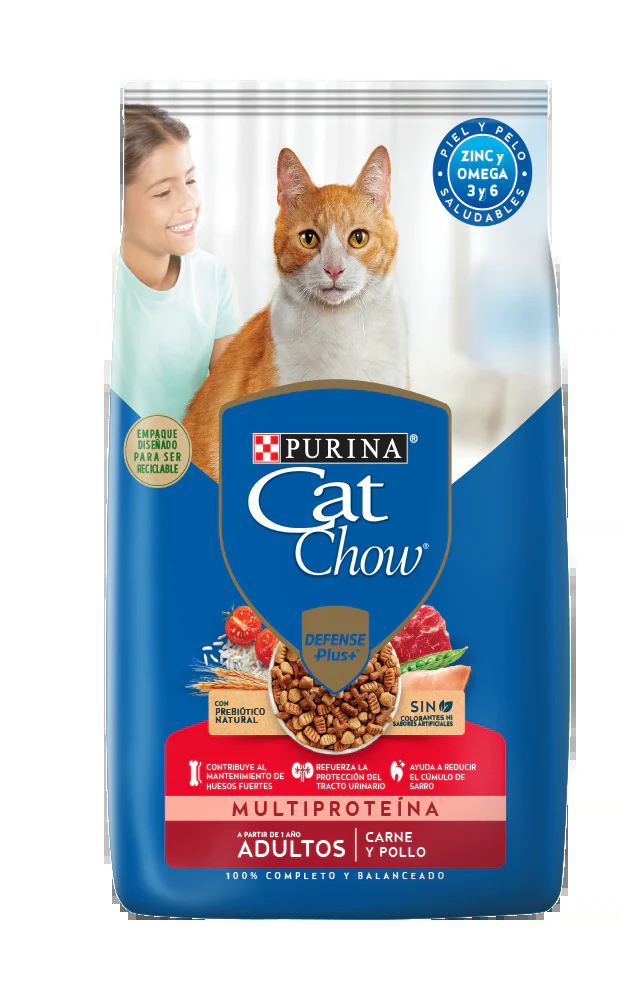 PIEL Y PELO
ZINC y
OMEGA
3 y 6
SALUDABLES
EMPAQUE
DISEÑADO
PARA SER
RECICLABLE
PURINA®
Cat
Chow®
DEFENSE
Plus+
CON
PREBIÓTICO
NATURAL
SIN
COLORANTES NI
SABORES ARTIFICIALES
CONTRIBUYE AL
MANTENIMIENTO DE
HUESOS FUERTES
REFUERZA LA
PROTECCIÓN DEL
TRACTO URINARIO
AYUDA A REDUCIR
EL CÚMULO DE
SARRO
MULTIPROTEÍNA
A PARTIR DE 1 AÑO
ADULTOS
CARNE
Y POLLO
100% COMPLETO Y BALANCEADO